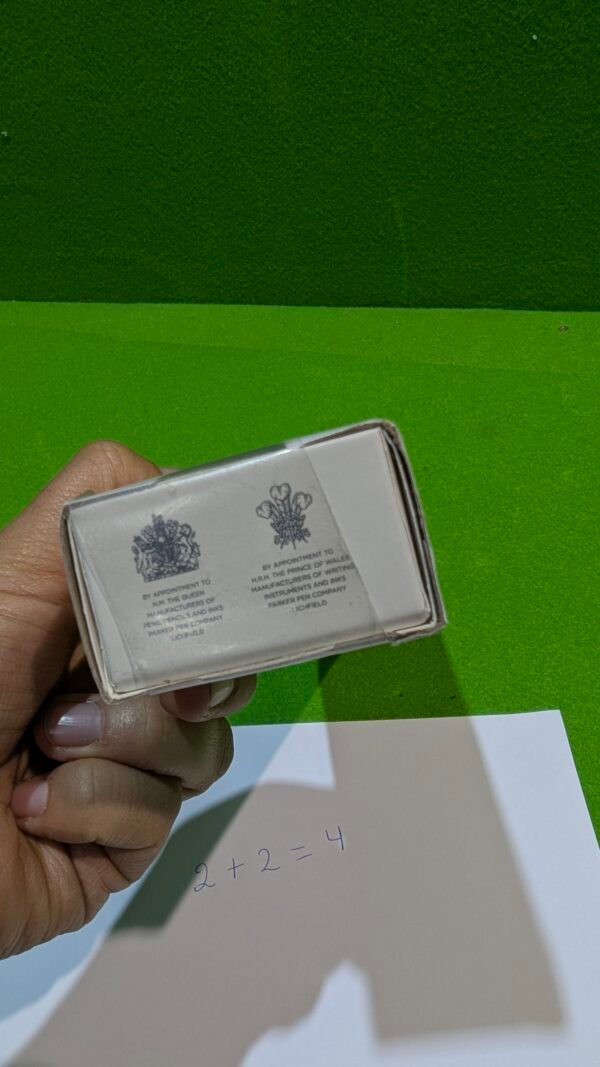 BY APPOINTMENT TO
H.M. THE QUEEN
MANUFACTURERS OF
PENS, PENCILS AND INKS
PARKER PEN COMPANY
LICHFIELD
BY APPOINTMENT TO
H.R.H. THE PRINCE OF WALES
MANUFACTURERS OF WRITING
INSTRUMENTS AND INKS
PARKER PEN COMPANY
LICHFIELD
2 + 2 = 4